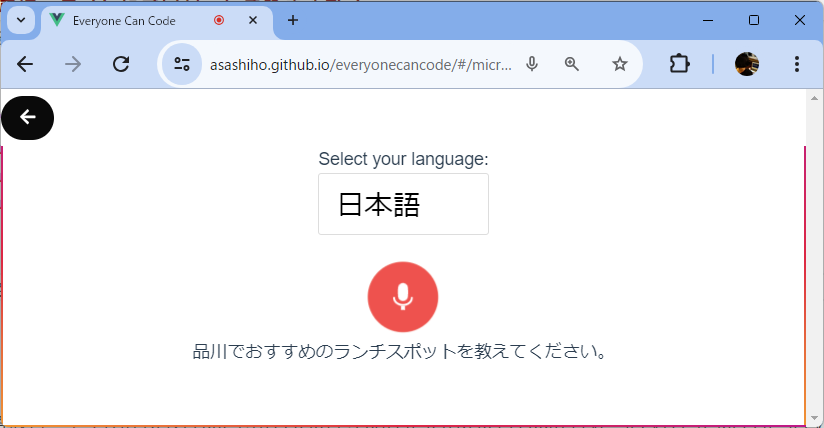 Everyone Can Code
asashiho.github.io/everyonecancode/#/micr...
Select your language:
日本語
品川でおすすめのランチスポットを教えてください。